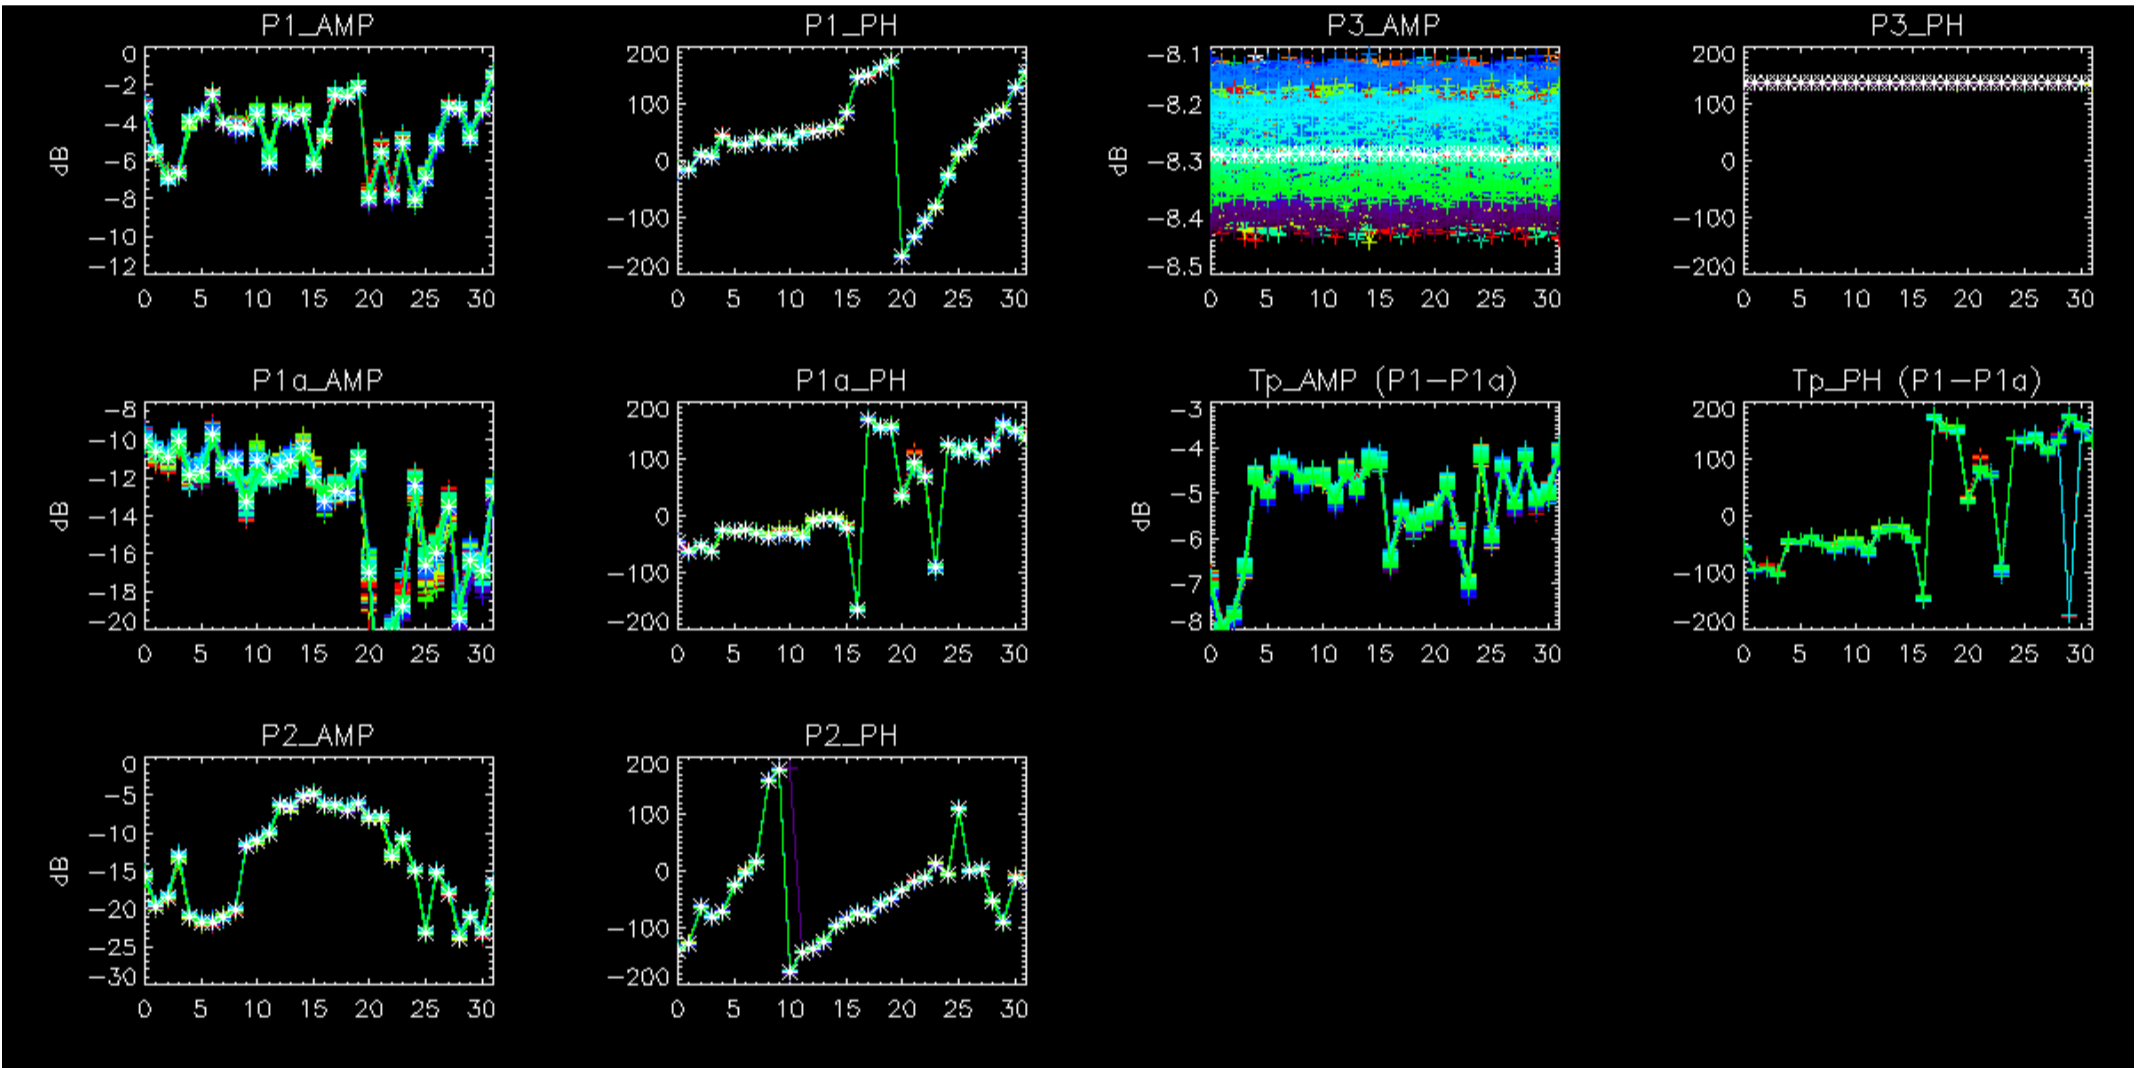 P1_AMP
P1_PH
P3_AMP
P3_PH
0
−2
−4
−6
−8
−10
−12
dB
0 5 10 15 20 25 30
200
100
0
−100
−200
0 5 10 15 20 25 30
−8.1
−8.2
−8.3
−8.4
−8.5
dB
0 5 10 15 20 25 30
200
100
0
−100
−200
0 5 10 15 20 25 30
P1a_AMP
P1a_PH
Tp_AMP (P1−P1a)
Tp_PH (P1−P1a)
−8
−10
−12
−14
−16
−18
−20
dB
0 5 10 15 20 25 30
200
100
0
−100
−200
0 5 10 15 20 25 30
−3
−4
−5
−6
−7
−8
dB
0 5 10 15 20 25 30
200
100
0
−100
−200
0 5 10 15 20 25 30
P2_AMP
P2_PH
0
−5
−10
−15
−20
−25
−30
dB
0 5 10 15 20 25 30
200
100
0
−100
−200
0 5 10 15 20 25 30